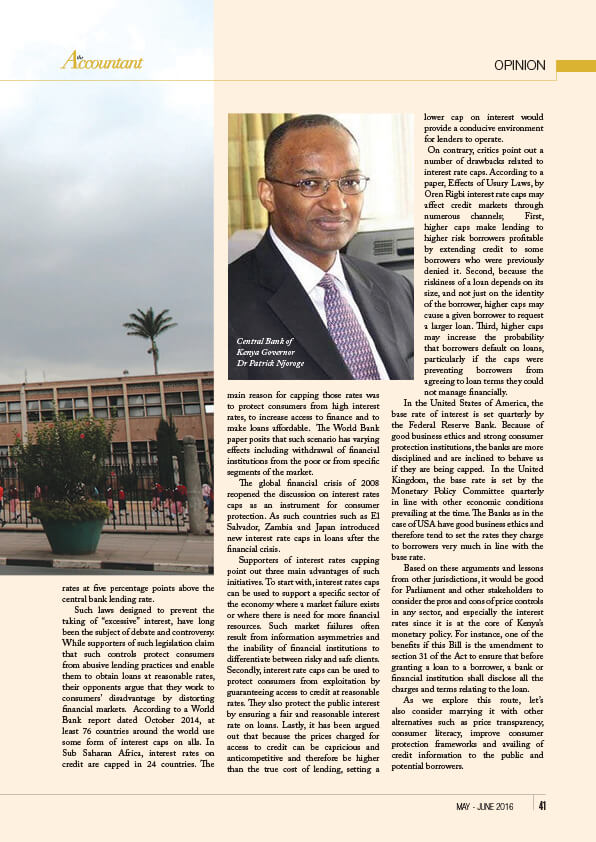 the
Accountant
OPINION
Central Bank of
Kenya Governor
Dr Patrick Njoroge
rates at five percentage points above the
central bank lending rate.
Such laws designed to prevent the
taking of “excessive” interest, have long
been the subject of debate and controversy.
While supporters of such legislation claim
that such controls protect consumers
from abusive lending practices and enable
them to obtain loans at reasonable rates,
their opponents argue that they work to
consumers’ disadvantage by distorting
financial markets. According to a World
Bank report dated October 2014, at
least 76 countries around the world use
some form of interest caps on alls. In
Sub Saharan Africa, interest rates on
credit are capped in 24 countries. The
main reason for capping those rates was
to protect consumers from high interest
rates, to increase access to finance and to
make loans affordable. The World Bank
paper posits that such scenario has varying
effects including withdrawal of financial
institutions from the poor or from specific
segments of the market.
The global financial crisis of 2008
reopened the discussion on interest rates
caps as an instrument for consumer
protection. As such countries such as El
Salvador, Zambia and Japan introduced
new interest rate caps in loans after the
financial crisis.
Supporters of interest rates capping
point out three main advantages of such
initiatives. To start with, interest rates caps
can be used to support a specific sector of
the economy where a market failure exists
or where there is need for more financial
resources. Such market failures often
result from information asymmetries and
the inability of financial institutions to
differentiate between risky and safe clients.
Secondly, interest rate caps can be used to
protect consumers from exploitation by
guaranteeing access to credit at reasonable
rates. They also protect the public interest
by ensuring a fair and reasonable interest
rate on loans. Lastly, it has been argued
out that because the prices charged for
access to credit can be capricious and
anticompetitive and therefore be higher
than the true cost of lending, setting a
lower cap on interest would
provide a conducive environment
for lenders to operate.
On contrary, critics point out a
number of drawbacks related to
interest rate caps. According to a
paper, Effects of Usury Laws, by
Oren Rigbi interest rate caps may
affect credit markets through
numerous channels; First,
higher caps make lending to
higher risk borrowers profitable
by extending credit to some
borrowers who were previously
denied it. Second, because the
riskiness of a loan depends on its
size, and not just on the identity
of the borrower, higher caps may
cause a given borrower to request
a larger loan. Third, higher caps
may increase the probability
that borrowers default on loans,
particularly if the caps were
preventing borrowers from
agreeing to loan terms they could
not manage financially.
In the United States of America, the
base rate of interest is set quarterly by
the Federal Reserve Bank. Because of
good business ethics and strong consumer
protection institutions, the banks are more
disciplined and are inclined to behave as
if they are being capped. In the United
Kingdom, the base rate is set by the
Monetary Policy Committee quarterly
in line with other economic conditions
prevailing at the time. The Banks as in the
case of USA have good business ethics and
therefore tend to set the rates they charge
to borrowers very much in line with the
base rate.
Based on these arguments and lessons
from other jurisdictions, it would be good
for Parliament and other stakeholders to
consider the pros and cons of price controls
in any sector, and especially the interest
rates since it is at the core of Kenya’s
monetary policy. For instance, one of the
benefits if this Bill is the amendment to
section 31 of the Act to ensure that before
granting a loan to a borrower, a bank or
financial institution shall disclose all the
charges and terms relating to the loan.
As we explore this route, let’s
also consider marrying it with other
alternatives such as price transparency,
consumer literacy, improve consumer
protection frameworks and availing of
credit information to the public and
potential borrowers.
MAY - JUNE 2016 41